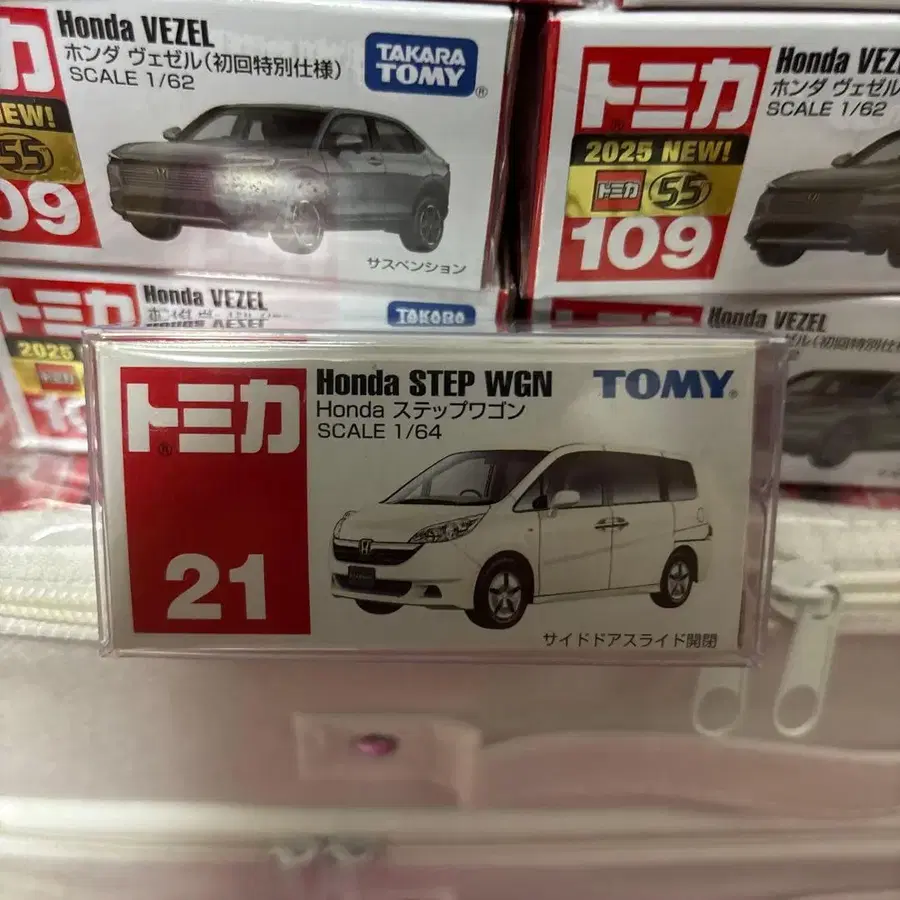 Honda VEZEL
ホンダ ヴェゼル(初回特別仕様)
SCALE 1/62
TAKARA
TOMY®
カ
NEW!
55
09
サスペンション
トミカ
2025 NEW!
トミカ 55
109
Honda VEZ
ホンダ ヴェゼル
SCALE 1/62
トミカ
2025
Honda VEZEL
TAKARA
Honda VEZEL
トミカ
21
Honda STEP WGN
Honda ステップワゴン
SCALE 1/64
TOMY®
サイドドアスライド開閉